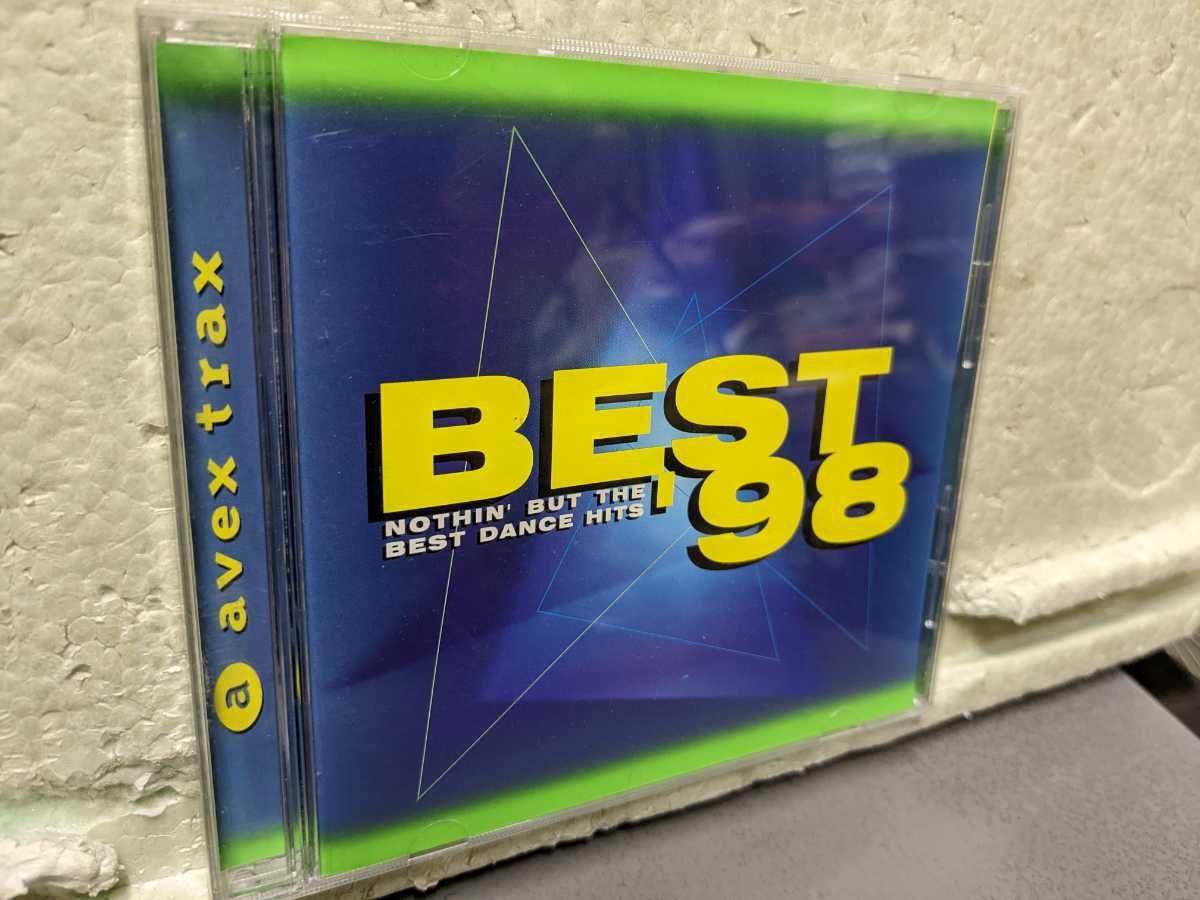 a avex trax
BEST
'98
NOTHIN' BUT THE
BEST DANCE HITS